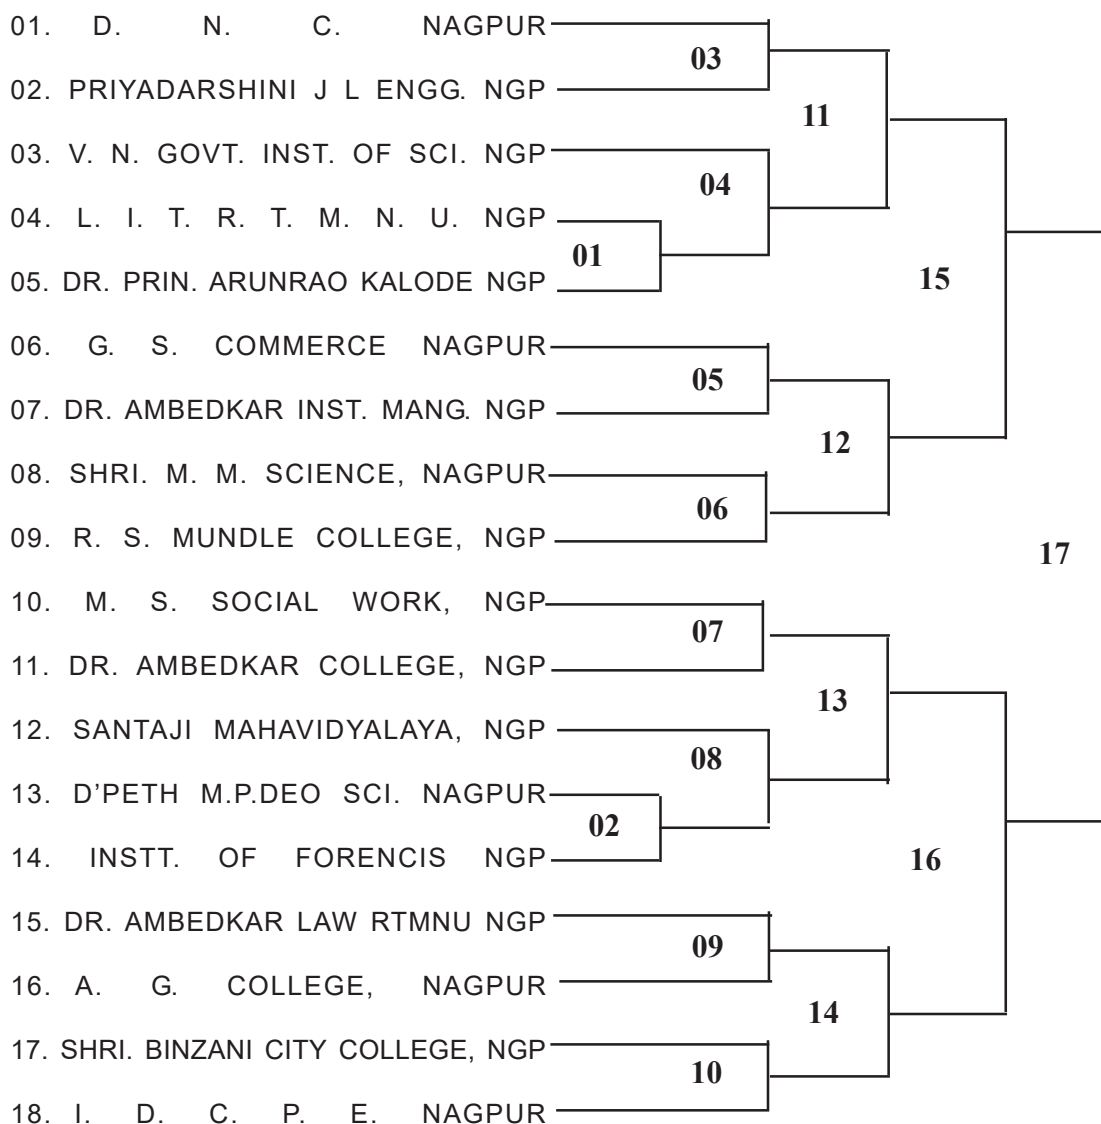 01. D. N. C. NAGPUR
03
02. PRIYADARSHINI J L ENGG. NGP
11
03. V. N. GOVT. INST. OF SCI. NGP
04
04. L. I. T. R. T. M. N. U. NGP
01
05. DR. PRIN. ARUNRAO KALODE NGP
15
06. G. S. COMMERCE NAGPUR
05
07. DR. AMBEDKAR INST. MANG. NGP
12
08. SHRI. M. M. SCIENCE, NAGPUR
06
09. R. S. MUNDLE COLLEGE, NGP
17
10. M. S. SOCIAL WORK, NGP
07
11. DR. AMBEDKAR COLLEGE, NGP
13
12. SANTAJI MAHAVIDYALAYA, NGP
08
13. D’PETH M.P.DEO SCI. NAGPUR
02
14. INSTT. OF FORENCIS NGP
16
15. DR. AMBEDKAR LAW RTMNU NGP
09
16. A. G. COLLEGE, NAGPUR
14
17. SHRI. BINZANI CITY COLLEGE, NGP
10
18. I. D. C. P. E. NAGPUR